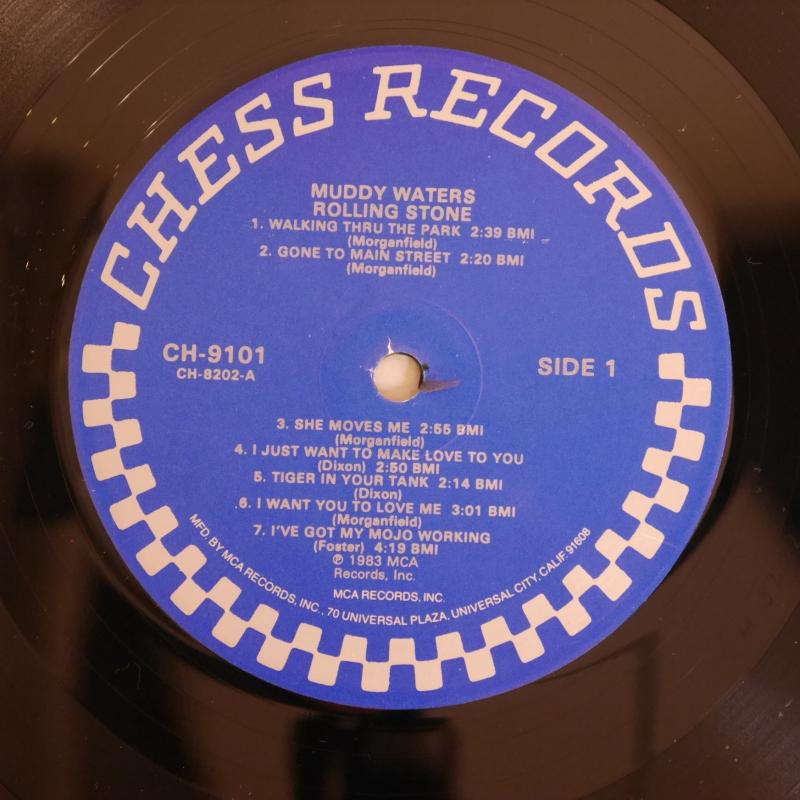 CHESS RECORDS
MUDDY WATERS
ROLLING STONE
1. WALKING THRU THE PARK 2:39 BMI
(Morganfield)
2. GONE TO MAIN STREET 2:20 BMI
(Morganfield)
CH-9101
CH-8202-A
SIDE 1
3. SHE MOVES ME 2:55 BMI
(Morganfield)
4. I JUST WANT TO MAKE LOVE TO YOU
(Dixon) 2:50 BMI
5. TIGER IN YOUR TANK 2:14 BMI
(Dixon)
6. I WANT YOU TO LOVE ME 3:01 BMI
(Morganfield)
7. I'VE GOT MY MOJO WORKING
(Foster) 4:19 BMI
℗ 1983 MCA
Records, Inc.
MCA RECORDS, INC.
MFD. BY MCA RECORDS, INC., 70 UNIVERSAL PLAZA, UNIVERSAL CITY, CALIF. 91608